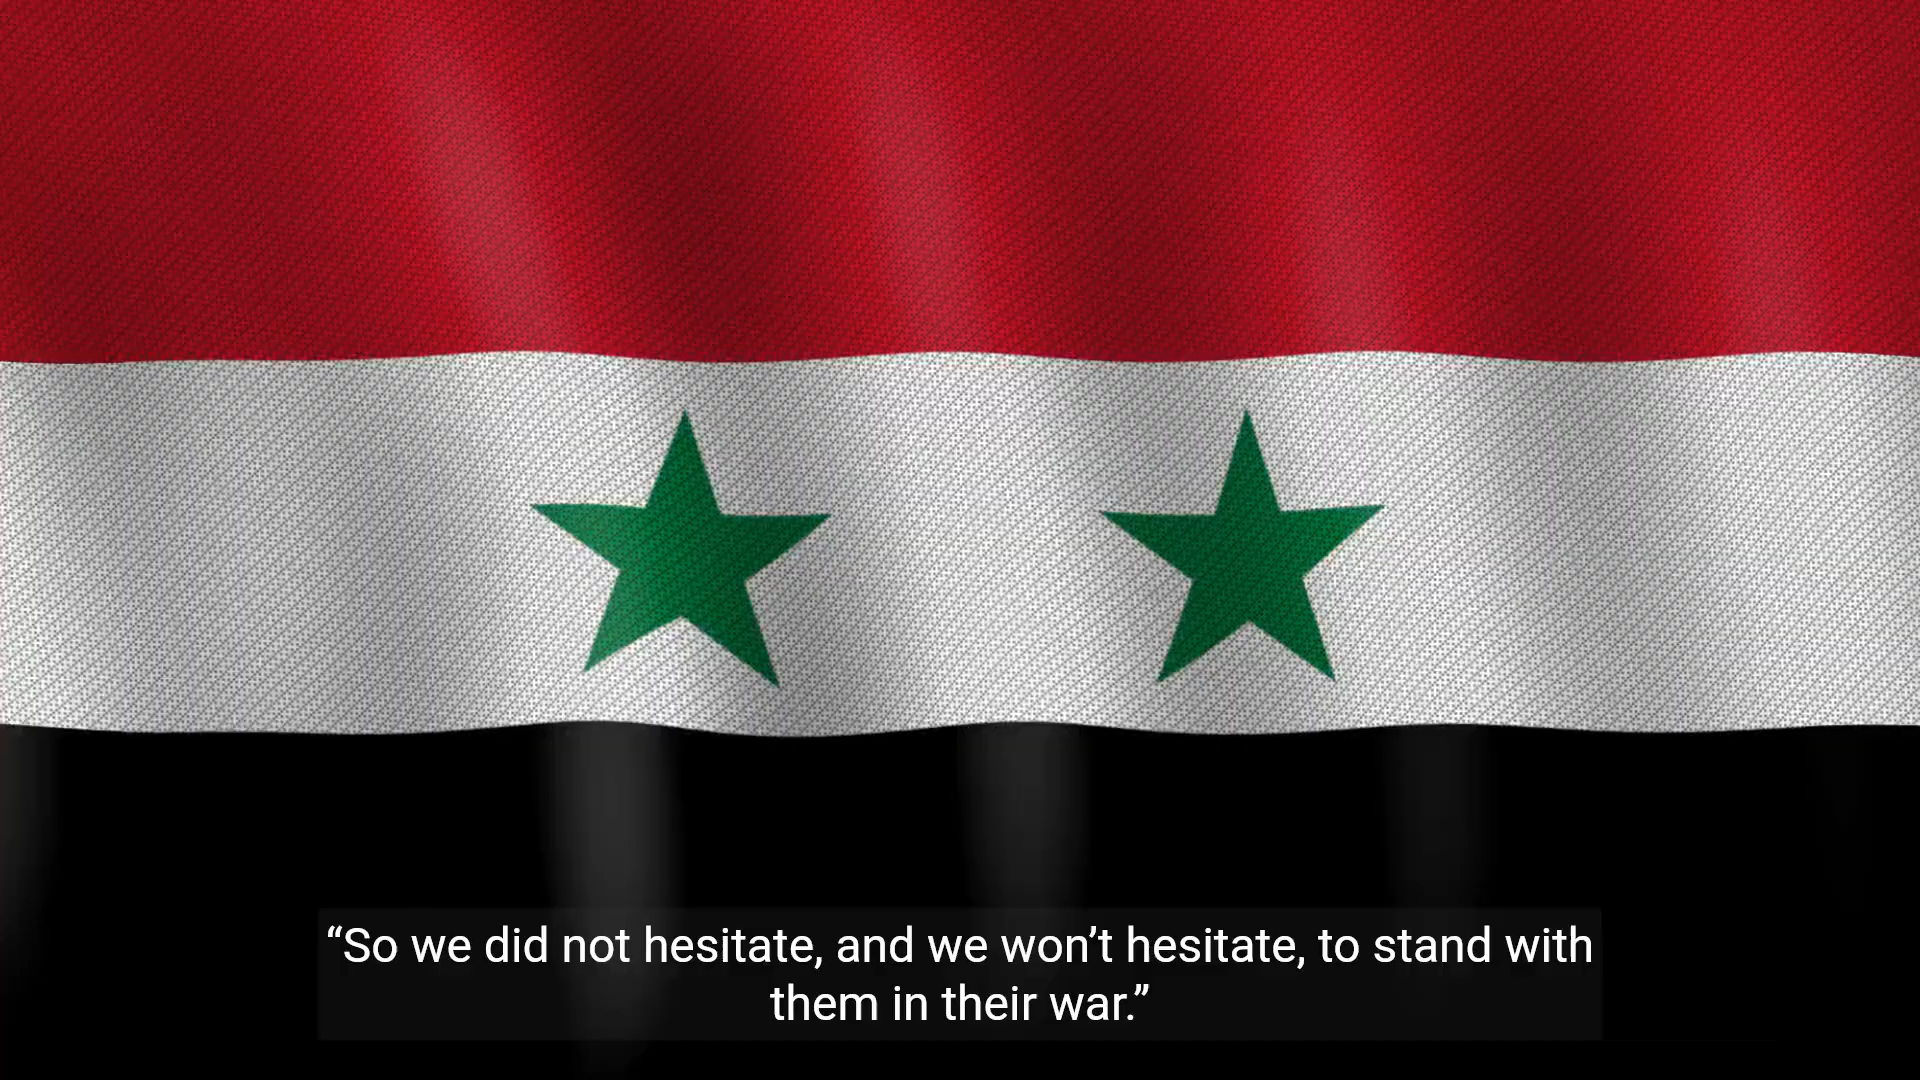 “So we did not hesitate, and we won’t hesitate, to stand with
them in their war.”